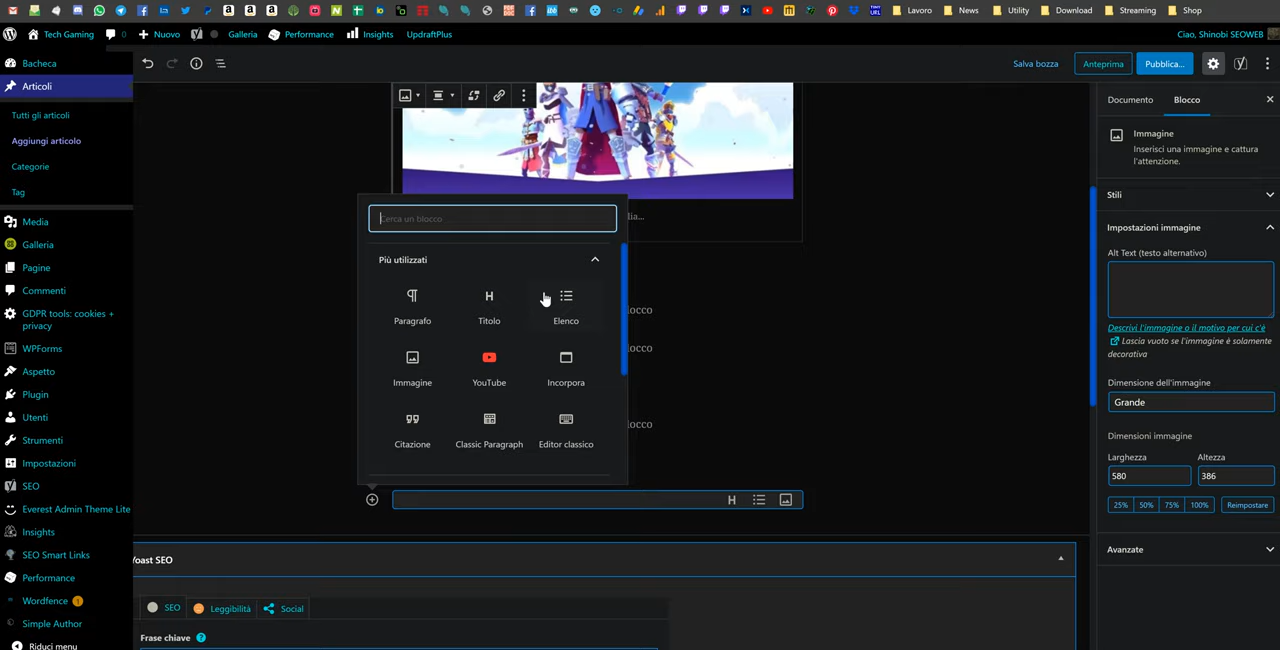 Lavoro
News
Utility
Download
Streaming
Shop
Tech Gaming
0
Nuovo
Galleria
Performance
Insights
UpdraftPlus
Ciao, Shinobi SEOWEB
Bacheca
Articoli
Tutti gli articoli
Aggiungi articolo
Categorie
Tag
Media
Galleria
Pagine
Commenti
GDPR tools: cookies +
privacy
WPForms
Aspetto
Plugin
Utenti
Strumenti
Impostazioni
SEO
Everest Admin Theme Lite
Insights
SEO Smart Links
Performance
Wordfence 1
Simple Author
Riduci menu
Salva bozza
Anteprima
Pubblica...
Cerca un blocco
Più utilizzati
Paragrafo
Titolo
Elenco
Immagine
YouTube
Incorpora
Citazione
Classic Paragraph
Editor classico
lia...
locco
locco
locco
H
Yoast SEO
SEO
Leggibilità
Social
Frase chiave
Documento
Blocco
Immagine
Inserisci una immagine e cattura
l'attenzione.
Stili
Impostazioni immagine
Alt Text (testo alternativo)
Descrivi l'immagine o il motivo per cui c'è
Lascia vuoto se l'immagine è solamente
decorativa
Dimensione dell'immagine
Grande
Dimensioni immagine
Larghezza
Altezza
580
386
25%
50%
75%
100%
Reimpostare
Avanzate